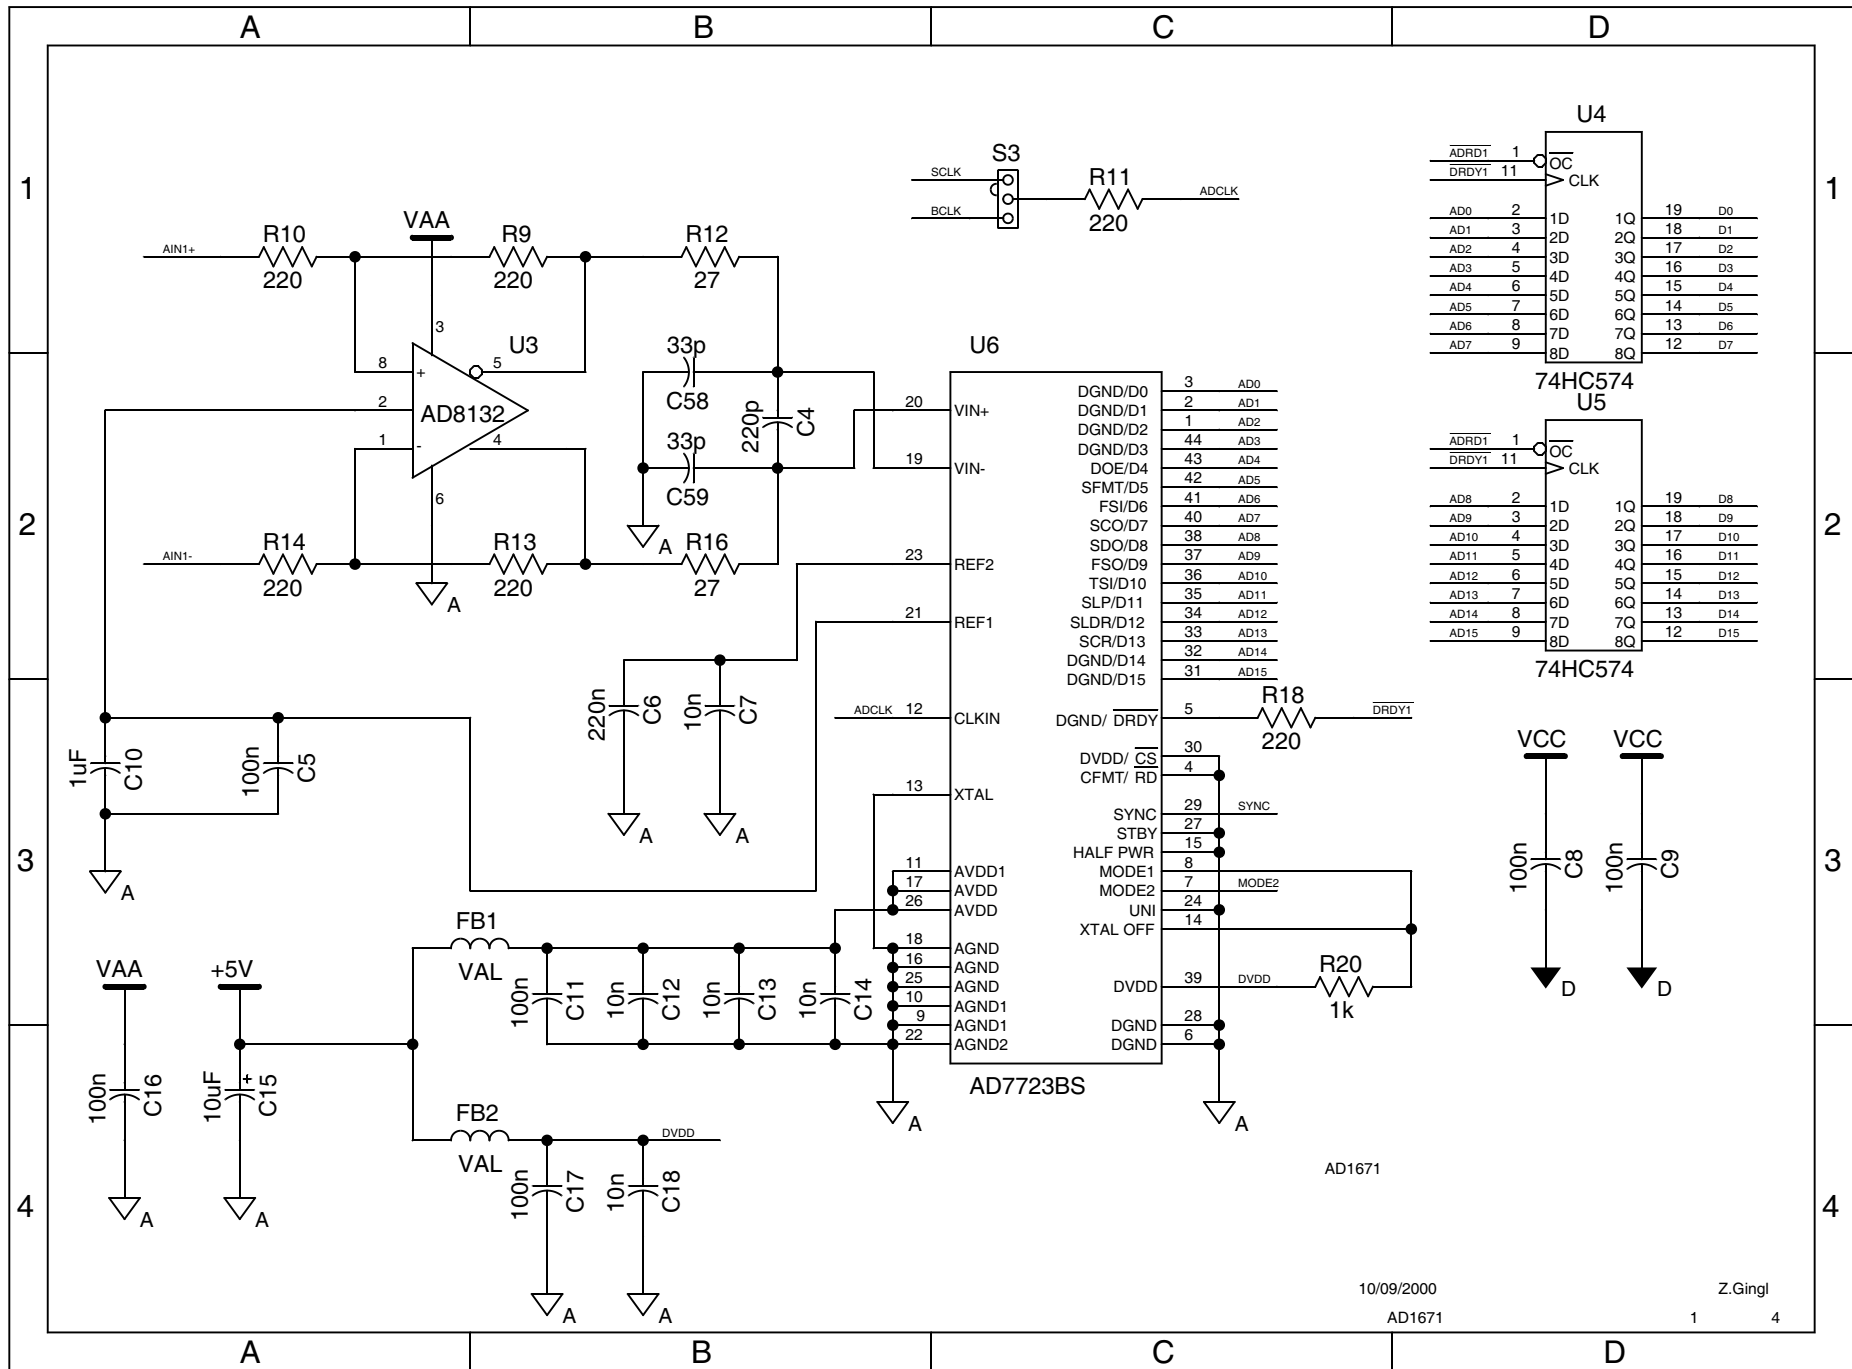 A B C D
1 1
2 2
3 3
4 4
A B C D
R10
220
AIN1+
VAA
R9
220
R12
27
3
U3
8 +
2
1 -
5
4
6
AD8132
A
AIN1-
R14
220
R13
220
R16
27
33p
C58
33p
C59
220p
C4
A
1uF
C10
100n
C5
A
220n
C6
A
10n
C7
A
S3
SCLK
BCLK
R11
220
ADCLK
U6
20 VIN+
19 VIN-
23 REF2
21 REF1
ADCLK 12 CLKIN
13 XTAL
11 AVDD1
17 AVDD
26 AVDD
18 AGND
16 AGND
25 AGND
10 AGND1
9 AGND1
22 AGND2
DGND/D0 3 AD0
DGND/D1 2 AD1
DGND/D2 1 AD2
DGND/D3 44 AD3
DOE/D4 43 AD4
SFMT/D5 42 AD5
FSI/D6 41 AD6
SCO/D7 40 AD7
SDO/D8 38 AD8
FSO/D9 37 AD9
TSI/D10 36 AD10
SLP/D11 35 AD11
SLDR/D12 34 AD12
SCR/D13 33 AD13
DGND/D14 32 AD14
DGND/D15 31 AD15
DGND/ DRDY 5
R18
220
DRDY1
DVDD/ CS 30
CFMT/ RD 4
SYNC 29 SYNC
STBY 27
HALF PWR 15
MODE1 8
MODE2 7 MODE2
UNI 24
XTAL OFF 14
DVDD 39 DVDD
R20
1k
DGND 28
DGND 6
AD7723BS
A
A
U4
ADRD1 1 OC
DRDY1 11 CLK
AD0 2 1D 1Q 19 D0
AD1 3 2D 2Q 18 D1
AD2 4 3D 3Q 17 D2
AD3 5 4D 4Q 16 D3
AD4 6 5D 5Q 15 D4
AD5 7 6D 6Q 14 D5
AD6 8 7D 7Q 13 D6
AD7 9 8D 8Q 12 D7
74HC574
U5
ADRD1 1 OC
DRDY1 11 CLK
AD8 2 1D 1Q 19 D8
AD9 3 2D 2Q 18 D9
AD10 4 3D 3Q 17 D10
AD11 5 4D 4Q 16 D11
AD12 6 5D 5Q 15 D12
AD13 7 6D 6Q 14 D13
AD14 8 7D 7Q 13 D14
AD15 9 8D 8Q 12 D15
74HC574
VCC
100n
C8
D
VCC
100n
C9
D
VAA
100n
C16
A
+5V
10uF
+
C15
A
FB1
VAL
100n
C11
10n
C12
10n
C13
10n
C14
FB2
VAL
DVDD
100n
C17
A
10n
C18
A
AD1671
10/09/2000 Z.Gingl
AD1671 1 4